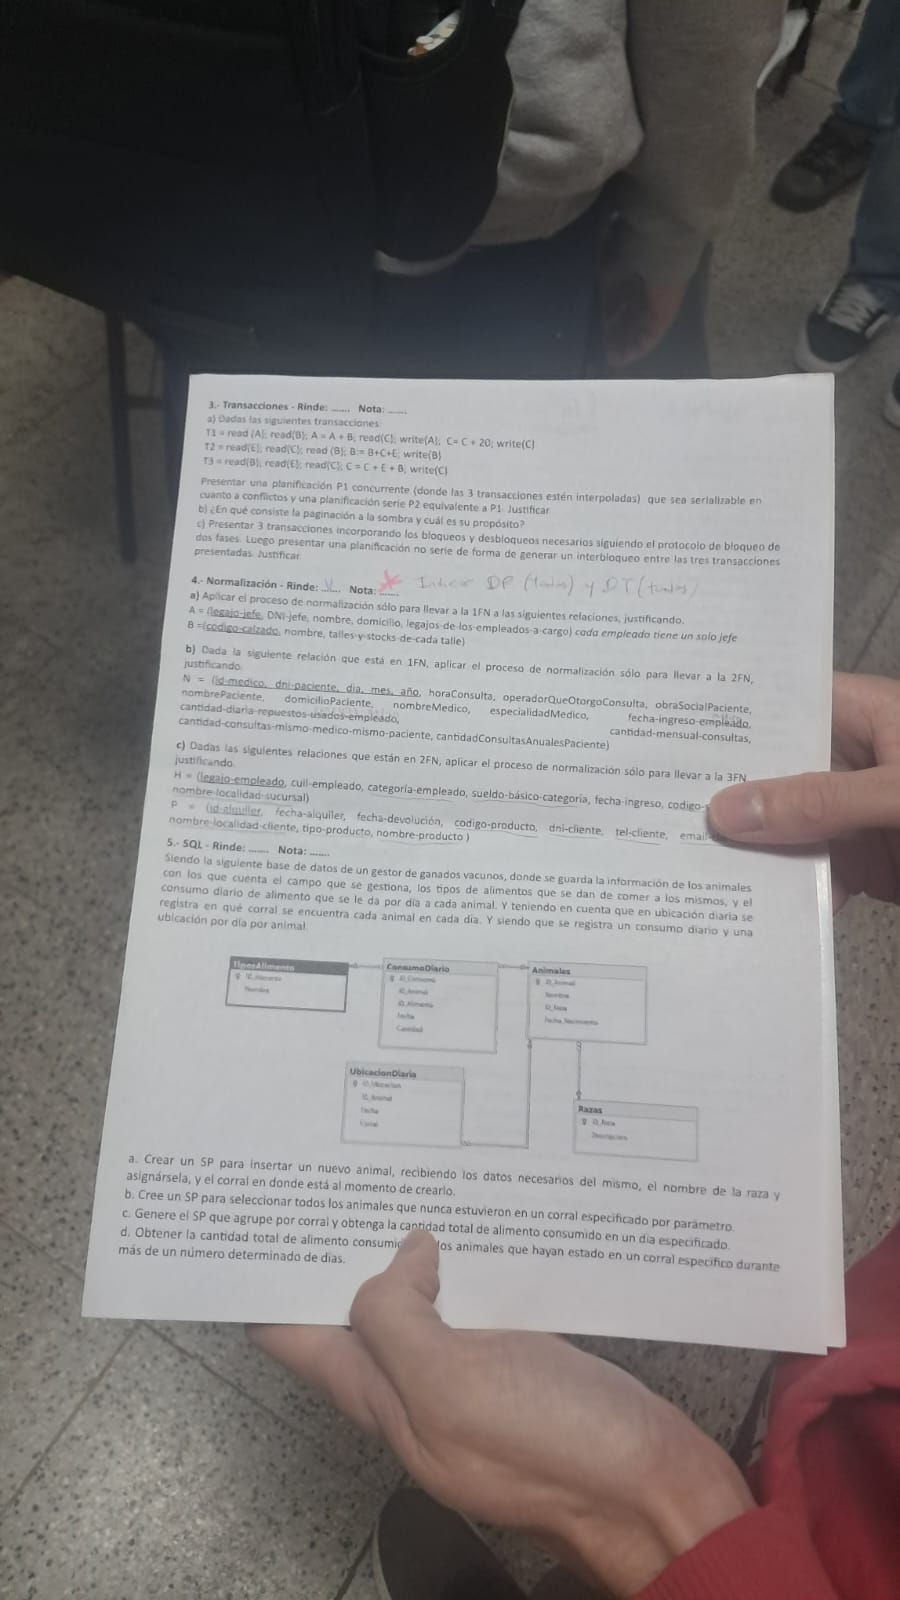 3.- Transacciones - Rinde: ...... Nota: ......
a) Dadas las siguientes transacciones:
T1 = read (A); read(B); A = A + B; read(C); write(A); C= C + 20; write(C)
T2 = read(E); read(C); read (B); B:= B+C+E; write(B)
T3 = read(B); read(E); read(C); C = C + E + B; write(C)
Presentar una planificación P1 concurrente (donde las 3 transacciones estén interpoladas) que sea serializable en
cuanto a conflictos y una planificación serie P2 equivalente a P1. Justificar
b) ¿En qué consiste la paginación a la sombra y cuál es su propósito?
c) Presentar 3 transacciones incorporando los bloqueos y desbloqueos necesarios siguiendo el protocolo de bloqueo de
dos fases. Luego presentar una planificación no serie de forma de generar un interbloqueo entre las tres transacciones
presentadas. Justificar.
4.- Normalización - Rinde: ...... Nota: ...... Indicar DP (todas) y DT (todas)
a) Aplicar el proceso de normalización sólo para llevar a la 1FN a las siguientes relaciones, justificando.
A = (legajo-jefe, DNI-jefe, nombre, domicilio, legajos-de-los-empleados-a-cargo) cada empleado tiene un solo jefe
B =(codigo-calzado, nombre, talles-y-stocks-de-cada talle)
b) Dada la siguiente relación que está en 1FN, aplicar el proceso de normalización sólo para llevar a la 2FN,
justificando.
N = (id-medico, dni-paciente, dia, mes, año, horaConsulta, operadorQueOtorgoConsulta, obraSocialPaciente,
nombrePaciente, domicilioPaciente, nombreMedico, especialidadMedico, fecha-ingreso-empleado,
cantidad-diaria-repuestos-usados-empleado, cantidad-mensual-consultas,
cantidad-consultas-mismo-medico-mismo-paciente, cantidadConsultasAnualesPaciente)
c) Dadas las siguientes relaciones que están en 2FN, aplicar el proceso de normalización sólo para llevar a la 3FN,
justificando.
H = (legajo-empleado, cuil-empleado, categoría-empleado, sueldo-básico-categoría, fecha-ingreso, codigo-
nombre-localidad-sucursal)
P = (id-alquiler, fecha-alquiler, fecha-devolución, codigo-producto, dni-cliente, tel-cliente, email-
nombre-localidad-cliente, tipo-producto, nombre-producto )
5.- SQL - Rinde: ...... Nota: ......
Siendo la siguiente base de datos de un gestor de ganados vacunos, donde se guarda la información de los animales
con los que cuenta el campo que se gestiona, los tipos de alimentos que se dan de comer a los mismos, y el
consumo diario de alimento que se le da por día a cada animal. Y teniendo en cuenta que en ubicación diaria se
registra en qué corral se encuentra cada animal en cada día. Y siendo que se registra un consumo diario y una
ubicación por día por animal.
TiposAlimento
ID_Alimento
Nombre
ConsumoDiario
ID_Consumo
ID_Animal
ID_Alimento
Fecha
Cantidad
Animales
ID_Animal
Nombre
ID_Raza
Fecha_Nacimiento
UbicacionDiaria
ID_Ubicacion
ID_Animal
Fecha
Corral
Razas
ID_Raza
Descripcion
a. Crear un SP para insertar un nuevo animal, recibiendo los datos necesarios del mismo, el nombre de la raza y
asignársela, y el corral en donde está al momento de crearlo.
b. Cree un SP para seleccionar todos los animales que nunca estuvieron en un corral especificado por parámetro.
c. Genere el SP que agrupe por corral y obtenga la cantidad total de alimento consumido en un dia especificado.
d. Obtener la cantidad total de alimento los animales que hayan estado en un corral específico durante
más de un número determinado de días.